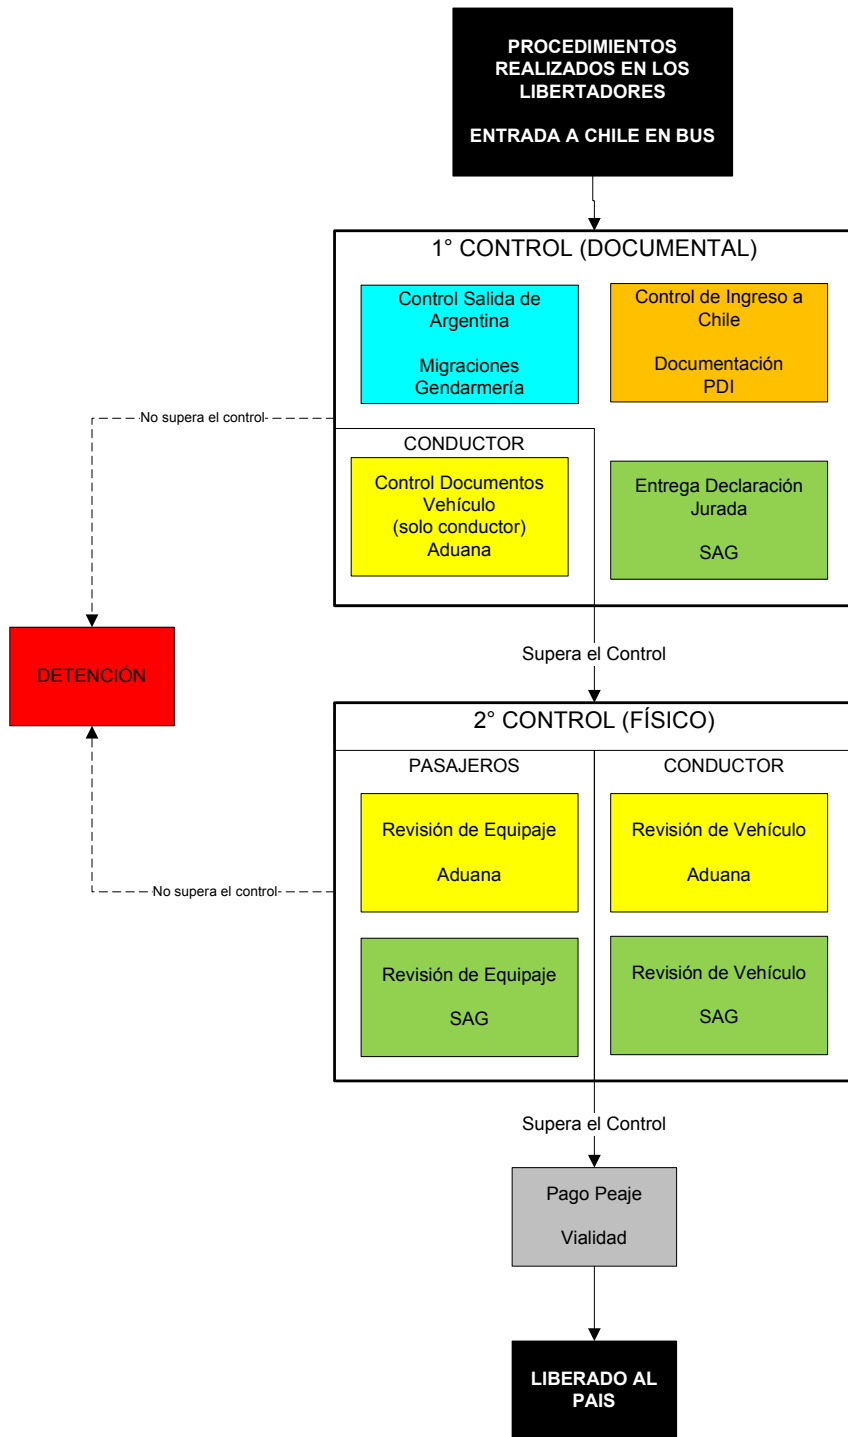 PROCEDIMIENTOS
REALIZADOS EN LOS
LIBERTADORES
ENTRADA A CHILE EN BUS
1° CONTROL (DOCUMENTAL)
Control Salida de
Argentina
Migraciones
Gendarmería
Control de Ingreso a
Chile
Documentación
PDI
No supera el control
CONDUCTOR
Control Documentos
Vehículo
(solo conductor)
Aduana
Entrega Declaración
Jurada
SAG
DETENCIÓN
Supera el Control
2° CONTROL (FÍSICO)
PASAJEROS
CONDUCTOR
Revisión de Equipaje
Aduana
Revisión de Vehículo
Aduana
No supera el control
Revisión de Equipaje
SAG
Revisión de Vehículo
SAG
Supera el Control
Pago Peaje
Vialidad
LIBERADO AL
PAIS